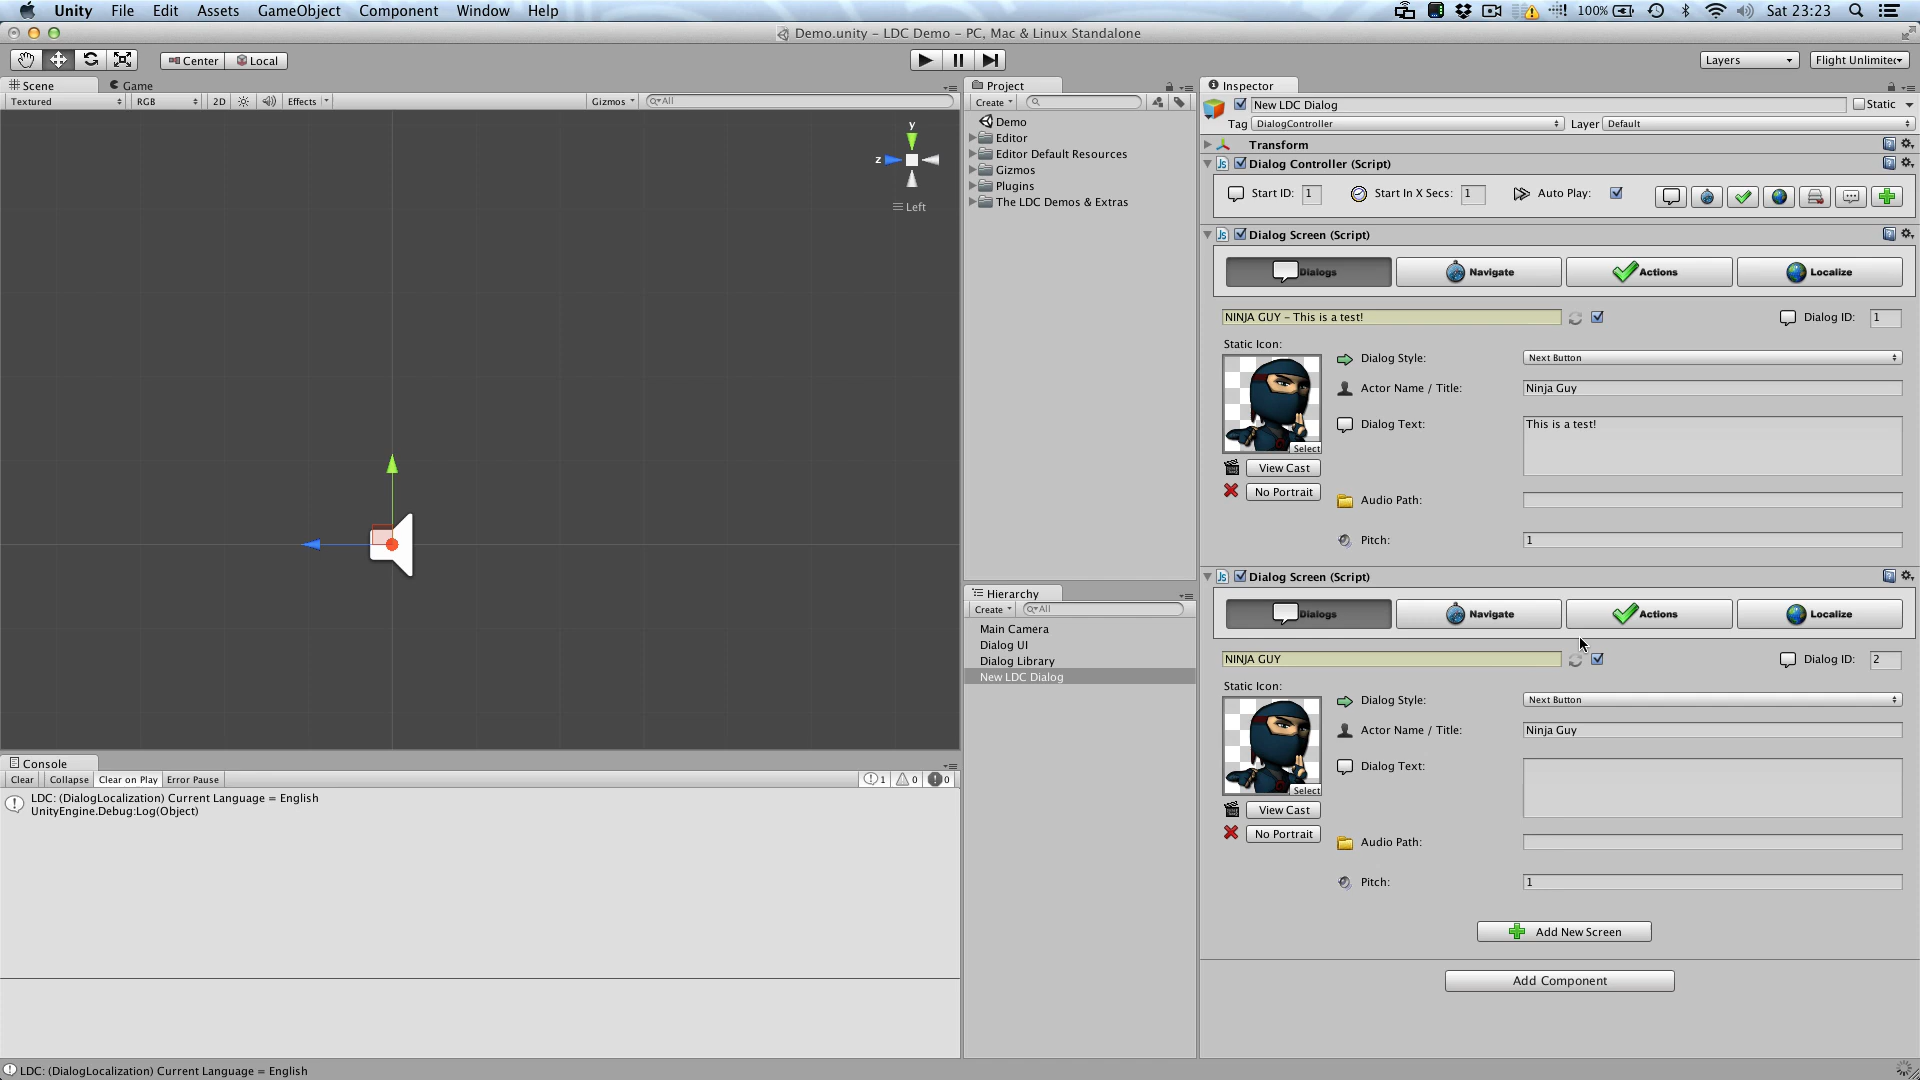 Unity File Edit Assets GameObject Component Window Help 100% Sat 23:23
Demo.unity – LDC Demo – PC, Mac & Linux Standalone
Center Local Layers Flight Unlimite
Scene Game
Textured RGB 2D Effects Gizmos All
y
z
Left
Console
Clear Collapse Clear on Play Error Pause 1 0 0
LDC: (DialogLocalization) Current Language = English
UnityEngine.Debug:Log(Object)
LDC: (DialogLocalization) Current Language = English
Project
Create
Demo
Editor
Editor Default Resources
Gizmos
Plugins
The LDC Demos & Extras
Hierarchy
Create All
Main Camera
Dialog UI
Dialog Library
New LDC Dialog
Inspector
New LDC Dialog Static
Tag DialogController Layer Default
Transform
Js Dialog Controller (Script)
Start ID: 1 Start In X Secs: 1 Auto Play:
Js Dialog Screen (Script)
Dialogs Navigate Actions Localize
NINJA GUY – This is a test! Dialog ID: 1
Static Icon:
Dialog Style: Next Button
Actor Name / Title: Ninja Guy
Dialog Text: This is a test!
Select
View Cast
No Portrait
Audio Path:
Pitch: 1
Js Dialog Screen (Script)
Dialogs Navigate Actions Localize
NINJA GUY Dialog ID: 2
Static Icon:
Dialog Style: Next Button
Actor Name / Title: Ninja Guy
Dialog Text:
Select
View Cast
No Portrait
Audio Path:
Pitch: 1
Add New Screen
Add Component